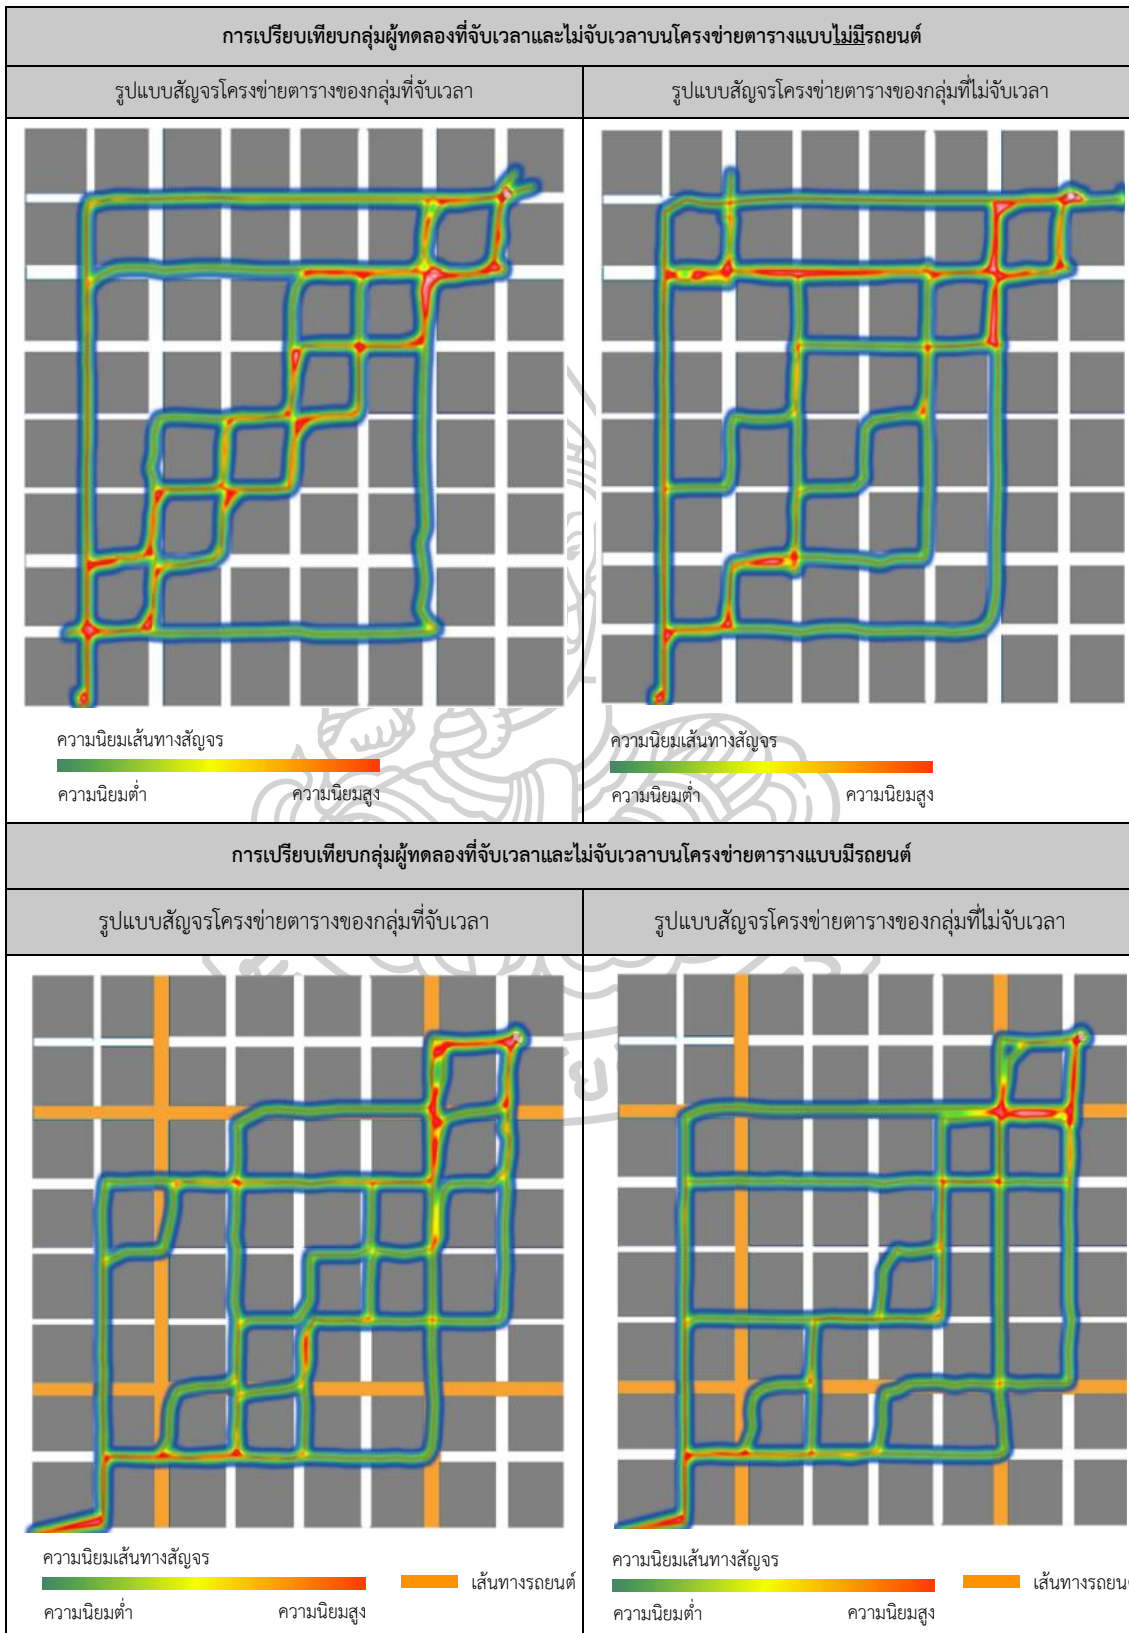 การเปรียบเทียบกลุ่มผู้ทดลองที่จับเวลาและไม่จับเวลาบนโครงข่ายตารางแบบไม่มีรถยนต์
รูปแบบสัญจรโครงข่ายตารางของกลุ่มที่จับเวลา
รูปแบบสัญจรโครงข่ายตารางของกลุ่มที่ไม่จับเวลา
ความนิยมเส้นทางสัญจร
ความนิยมต่ำ ความนิยมสูง
ความนิยมเส้นทางสัญจร
ความนิยมต่ำ ความนิยมสูง
การเปรียบเทียบกลุ่มผู้ทดลองที่จับเวลาและไม่จับเวลาบนโครงข่ายตารางแบบมีรถยนต์
รูปแบบสัญจรโครงข่ายตารางของกลุ่มที่จับเวลา
รูปแบบสัญจรโครงข่ายตารางของกลุ่มที่ไม่จับเวลา
ความนิยมเส้นทางสัญจร
เส้นทางรถยนต์
ความนิยมต่ำ ความนิยมสูง
ความนิยมเส้นทางสัญจร
เส้นทางรถยน
ความนิยมต่ำ ความนิยมสูง